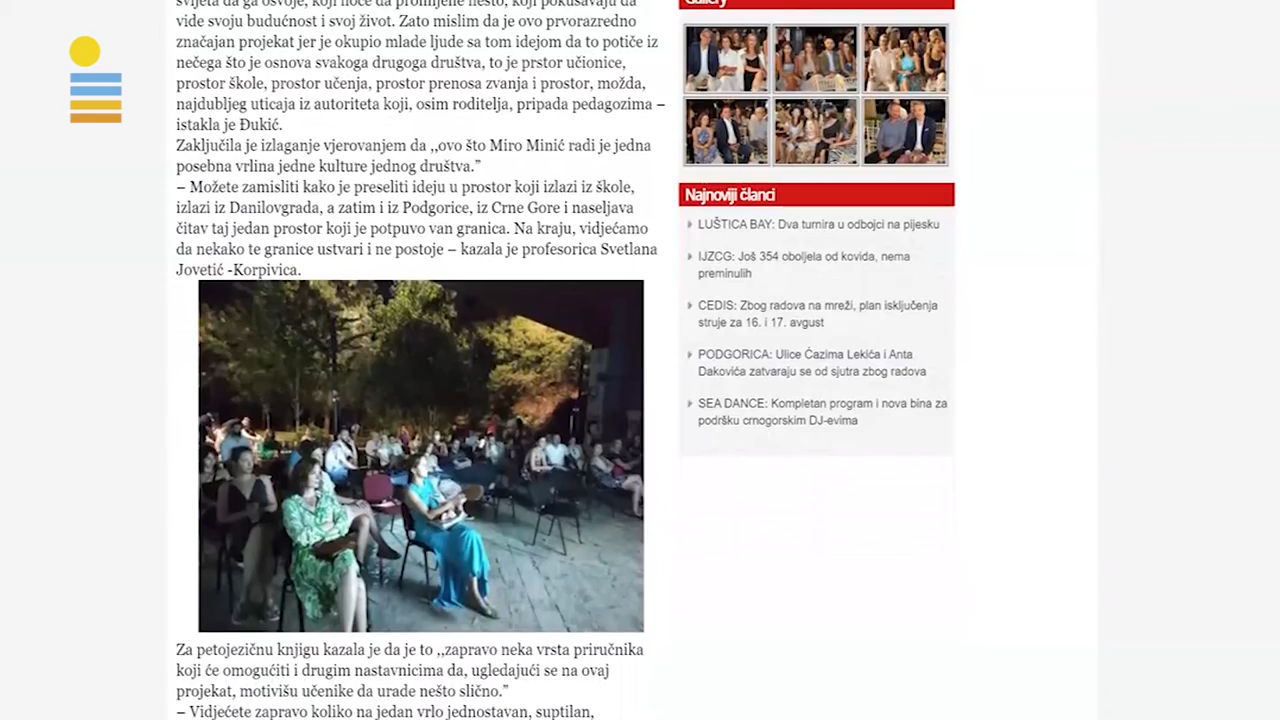 svijeta da ga osvoje, koji hoće da promijene nešto, koji pokušavaju da
vide svoju budućnost i svoj život. Zato mislim da je ovo prvorazredno
značajan projekat jer je okupio mlade ljude sa tom idejom da to potiče iz
nečega što je osnova svakoga drugoga društva, to je prstor učionice,
prostor škole, prostor učenja, prostor prenosa zvanja i prostor, možda,
najdubljeg uticaja iz autoriteta koji, osim roditelja, pripada pedagozima –
istakla je Đukić.
Zaključila je izlaganje vjerovanjem da ,,ovo što Miro Minić radi je jedna
posebna vrlina jedne kulture jednog društva.”
– Možete zamisliti kako je preseliti ideju u prostor koji izlazi iz škole,
izlazi iz Danilovgrada, a zatim i iz Podgorice, iz Crne Gore i naseljava
čitav taj jedan prostor koji je potpuvo van granica. Na kraju, vidjećamo
da nekako te granice ustvari i ne postoje – kazala je profesorica Svetlana
Jovetić -Korpivica.
Za petojezičnu knjigu kazala je da je to ,,zapravo neka vrsta priručnika
koji će omogućiti i drugim nastavnicima da, ugledajući se na ovaj
projekat, motivišu učenike da urade nešto slično.”
– Vidjećete zapravo koliko na jedan vrlo jednostavan, suptilan,
Gallery
Najnoviji članci
LUŠTICA BAY: Dva turnira u odbojci na pijesku
IJZCG: Još 354 oboljela od kovida, nema
preminulih
CEDIS: Zbog radova na mreži, plan isključenja
struje za 16. i 17. avgust
PODGORICA: Ulice Ćazima Lekića i Anta
Dakovića zatvaraju se od sjutra zbog radova
SEA DANCE: Kompletan program i nova bina za
podršku crnogorskim DJ-evima